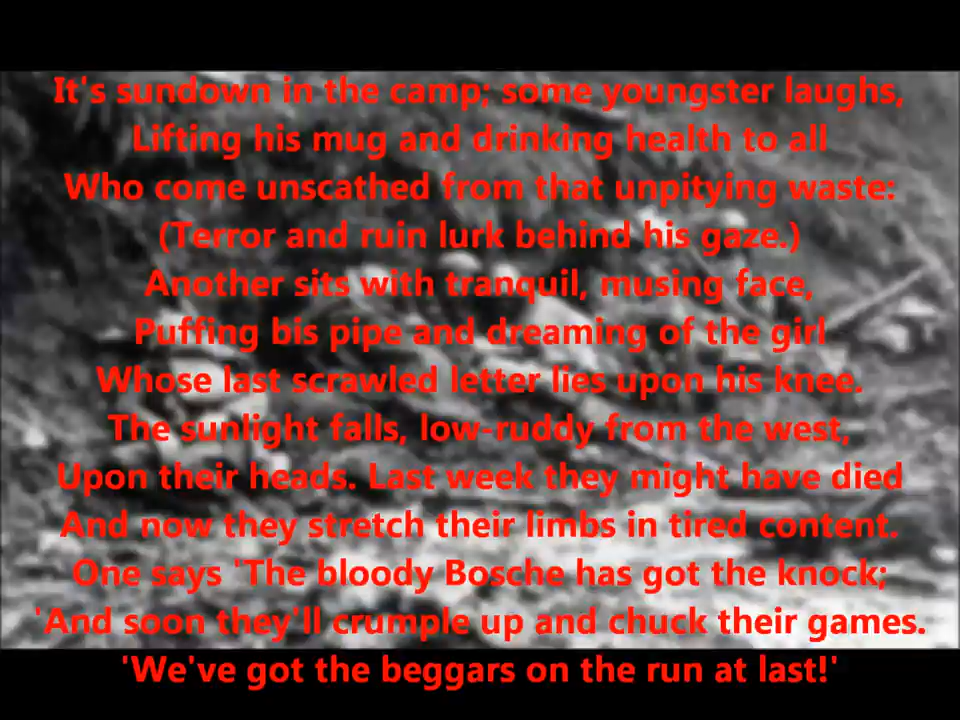 It's sundown in the camp; some youngster laughs,
Lifting his mug and drinking health to all
Who come unscathed from that unpitying waste:
(Terror and ruin lurk behind his gaze.)
Another sits with tranquil, musing face,
Puffing bis pipe and dreaming of the girl
Whose last scrawled letter lies upon his knee.
The sunlight falls, low-ruddy from the west,
Upon their heads. Last week they might have died
And now they stretch their limbs in tired content.
One says 'The bloody Bosche has got the knock;
'And soon they'll crumple up and chuck their games.
'We've got the beggars on the run at last!'